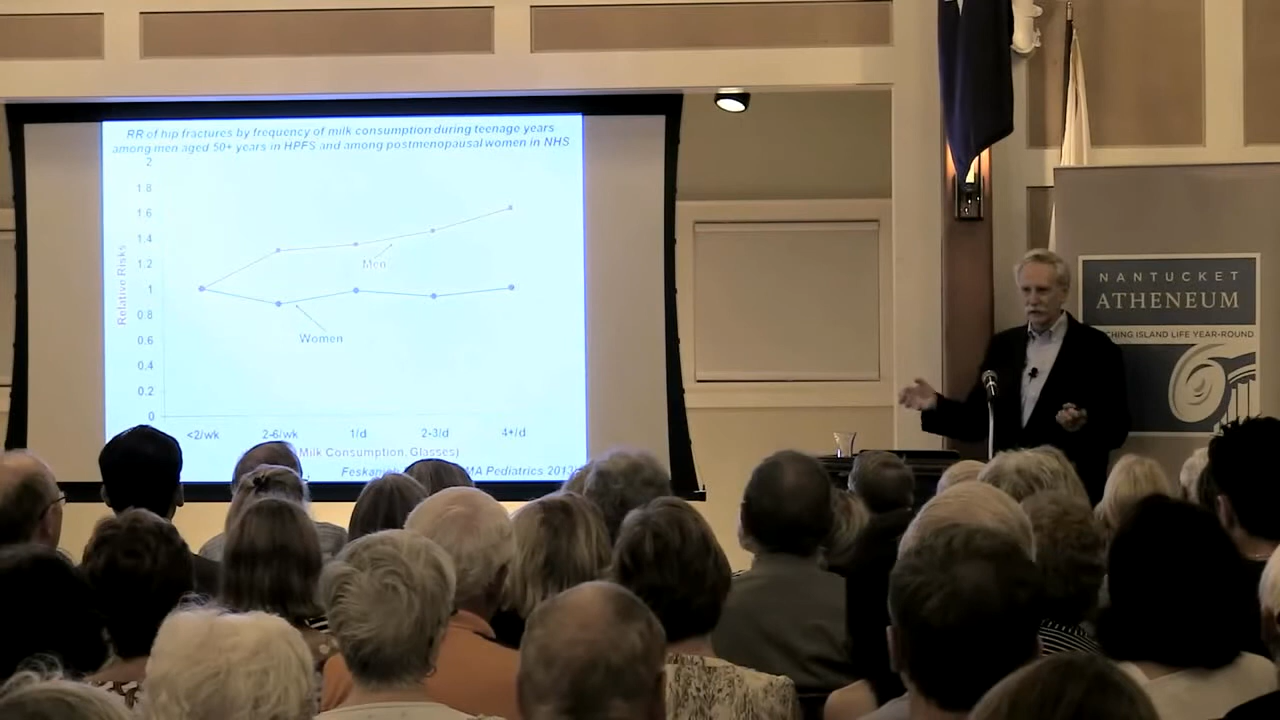 RR of hip fractures by frequency of milk consumption during teenage years
among men aged 50+ years in HPFS and among postmenopausal women in NHS
2
1.8
1.6
1.4
1.2
1
0.8
0.6
0.4
0.2
0
Relative Risks
Men
Women
<2/wk 2-6/wk 1/d 2-3/d 4+/d
(Milk Consumption, Glasses)
Pediatrics 2013
NANTUCKET
ATHENEUM
ISLAND LIFE YEAR-ROUND